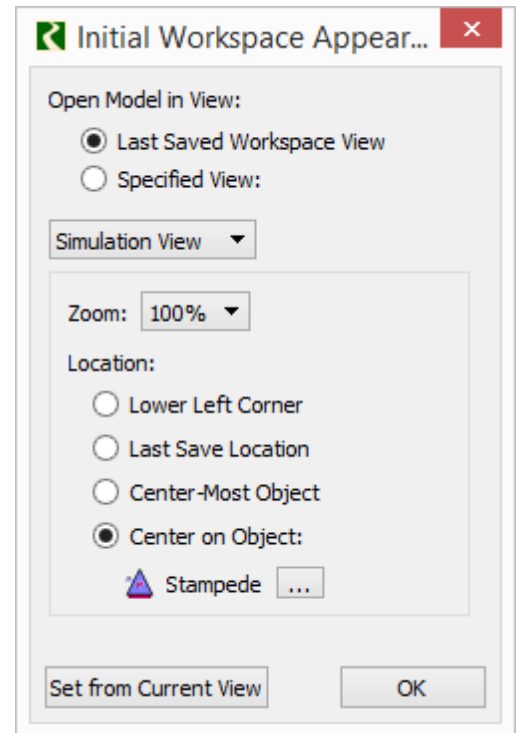 Initial Workspace Appear...
Open Model in View:
Last Saved Workspace View
Specified View:
Simulation View
Zoom: 100%
Location:
Lower Left Corner
Last Save Location
Center-Most Object
Center on Object:
Stampede ...
Set from Current View OK